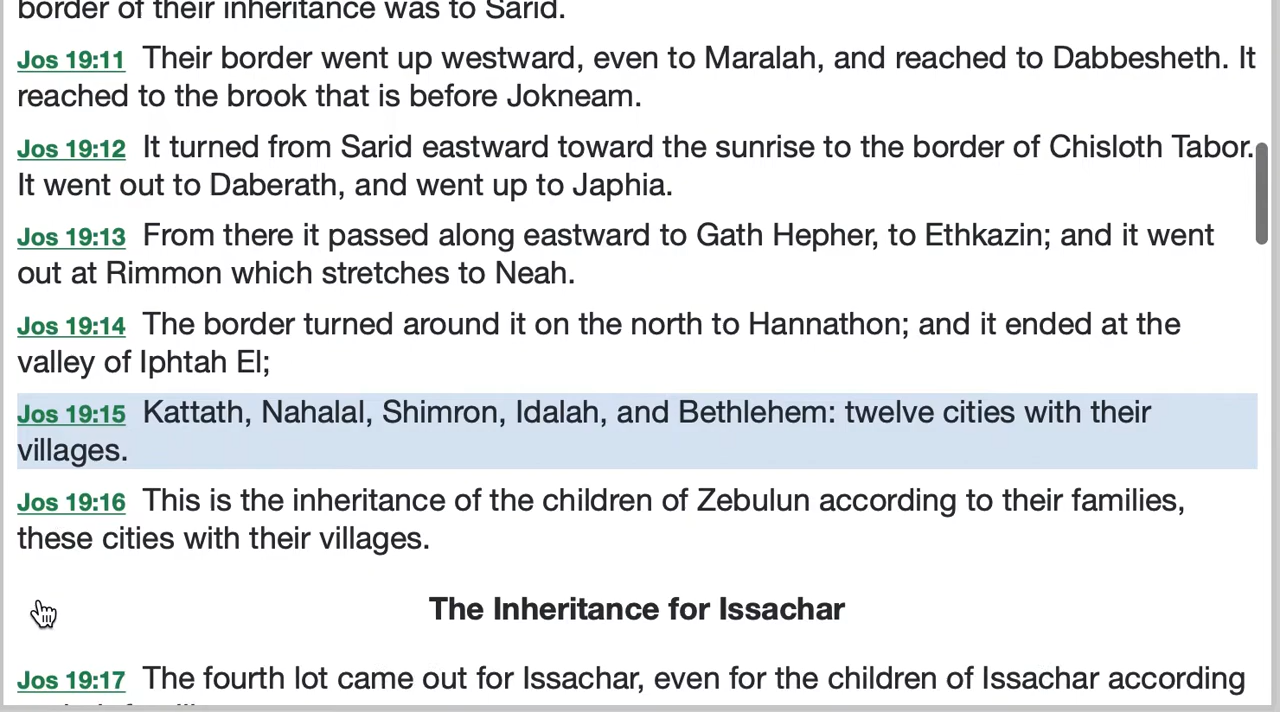 border of their inheritance was to Sarid.
Jos 19:11 Their border went up westward, even to Maralah, and reached to Dabbesheth. It
reached to the brook that is before Jokneam.
Jos 19:12 It turned from Sarid eastward toward the sunrise to the border of Chisloth Tabor.
It went out to Daberath, and went up to Japhia.
Jos 19:13 From there it passed along eastward to Gath Hepher, to Ethkazin; and it went
out at Rimmon which stretches to Neah.
Jos 19:14 The border turned around it on the north to Hannathon; and it ended at the
valley of Iphtah El;
Jos 19:15 Kattath, Nahalal, Shimron, Idalah, and Bethlehem: twelve cities with their
villages.
Jos 19:16 This is the inheritance of the children of Zebulun according to their families,
these cities with their villages.
The Inheritance for Issachar
Jos 19:17 The fourth lot came out for Issachar, even for the children of Issachar according